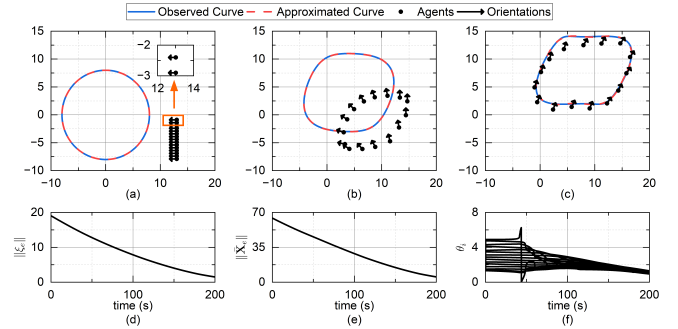 Observed Curve Approximated Curve Agents Orientations
15 15 15
10 10 10
5 5 5
0 0 0
−5 −5 −5
−10 −10 −10
−2
−3
12 14
−10 0 10 20 −10 0 10 20 −10 0 10 20
(a) (b) (c)
20 70 8
10 35 4
0 0 0
||ξₑ|| ||X̄ₑ|| θᵢ
0 100 200 0 100 200 0 100 200
time (s) time (s) time (s)
(d) (e) (f)